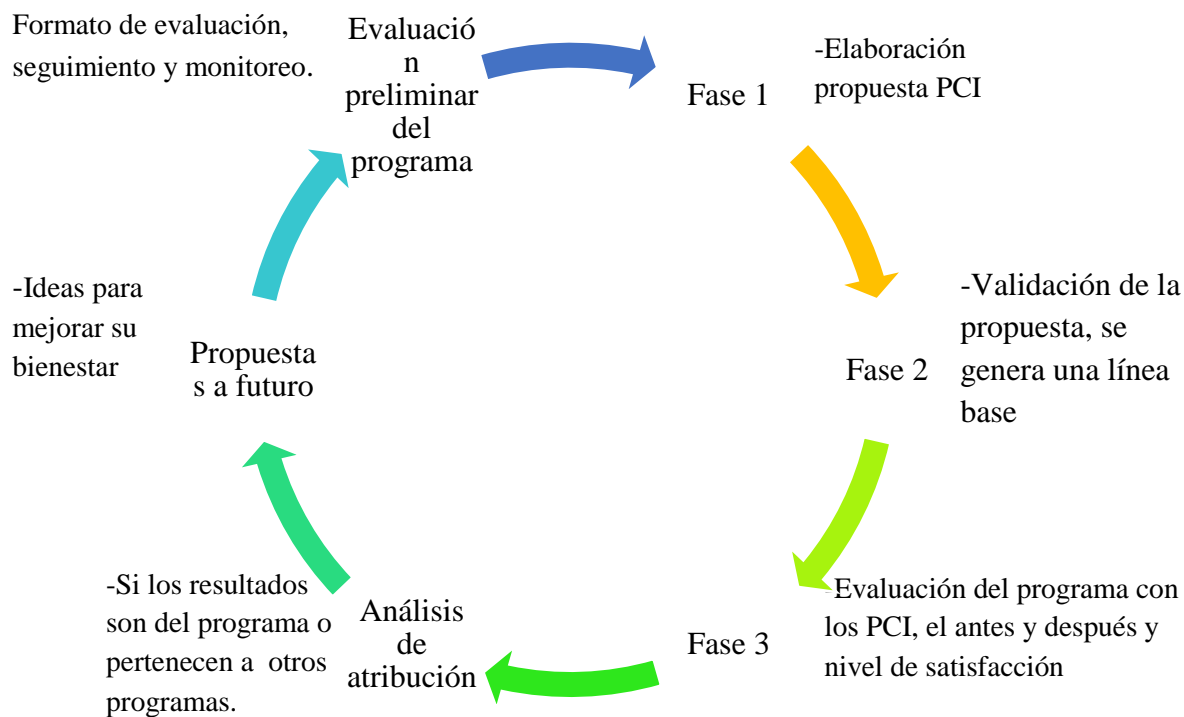 Formato de evaluación,
seguimiento y monitoreo.
Evaluació
n
preliminar
del
programa
Fase 1
-Elaboración
propuesta PCI
Fase 2
-Validación de la
propuesta, se
genera una línea
base
Fase 3
-Evaluación del programa con
los PCI, el antes y después y
nivel de satisfacción
Análisis
de
atribución
-Si los resultados
son del programa o
pertenecen a otros
programas.
Propuesta
s a futuro
-Ideas para
mejorar su
bienestar